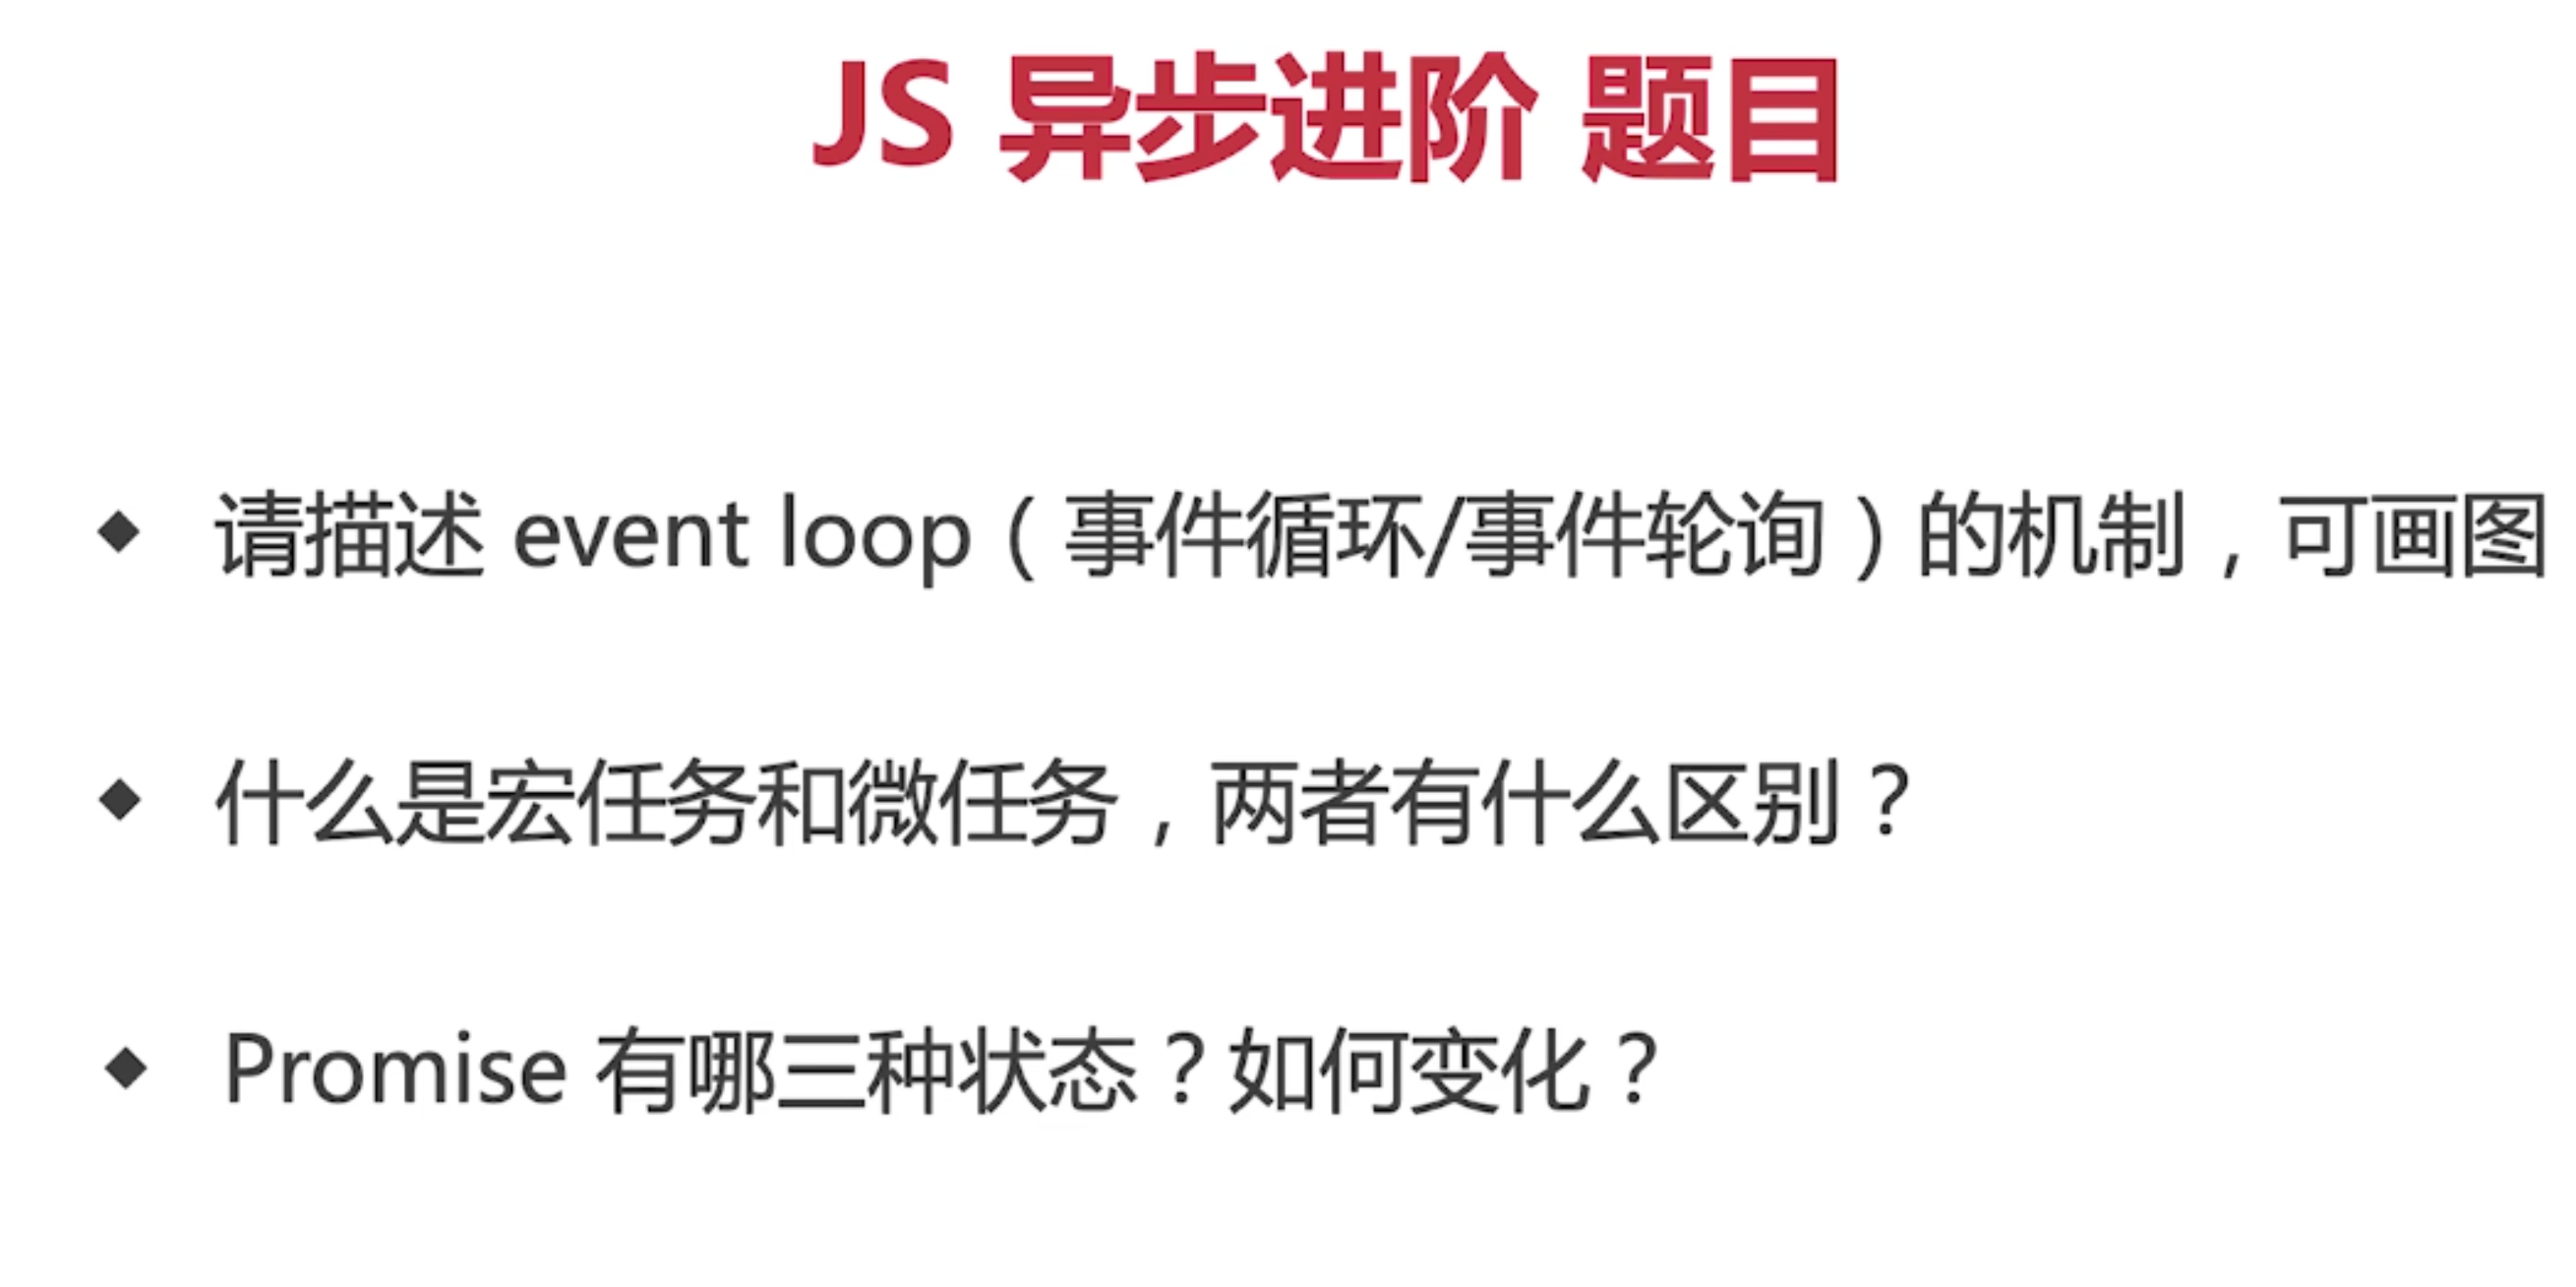 JS 异步进阶 题目
◆ 请描述 event loop（事件循环/事件轮询）的机制，可画图
◆ 什么是宏任务和微任务，两者有什么区别？
◆ Promise 有哪三种状态？如何变化？